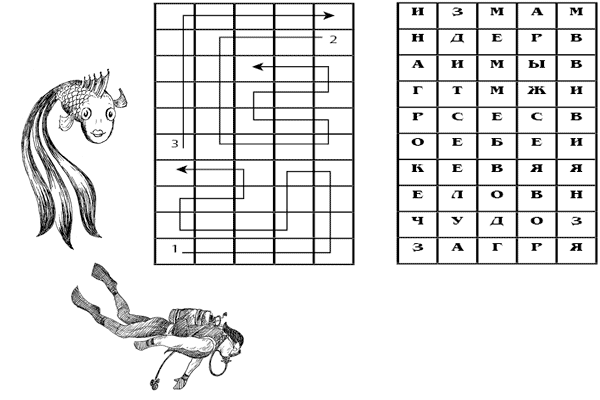 2
3
1
И З М А М
Н Д Е Р В
А И М Ы В
Г Т М Ж И
Р С Е С В
О Е Б Е И
К Е В Я Я
Е Л О В Н
Ч У Д О З
З А Г Р Я